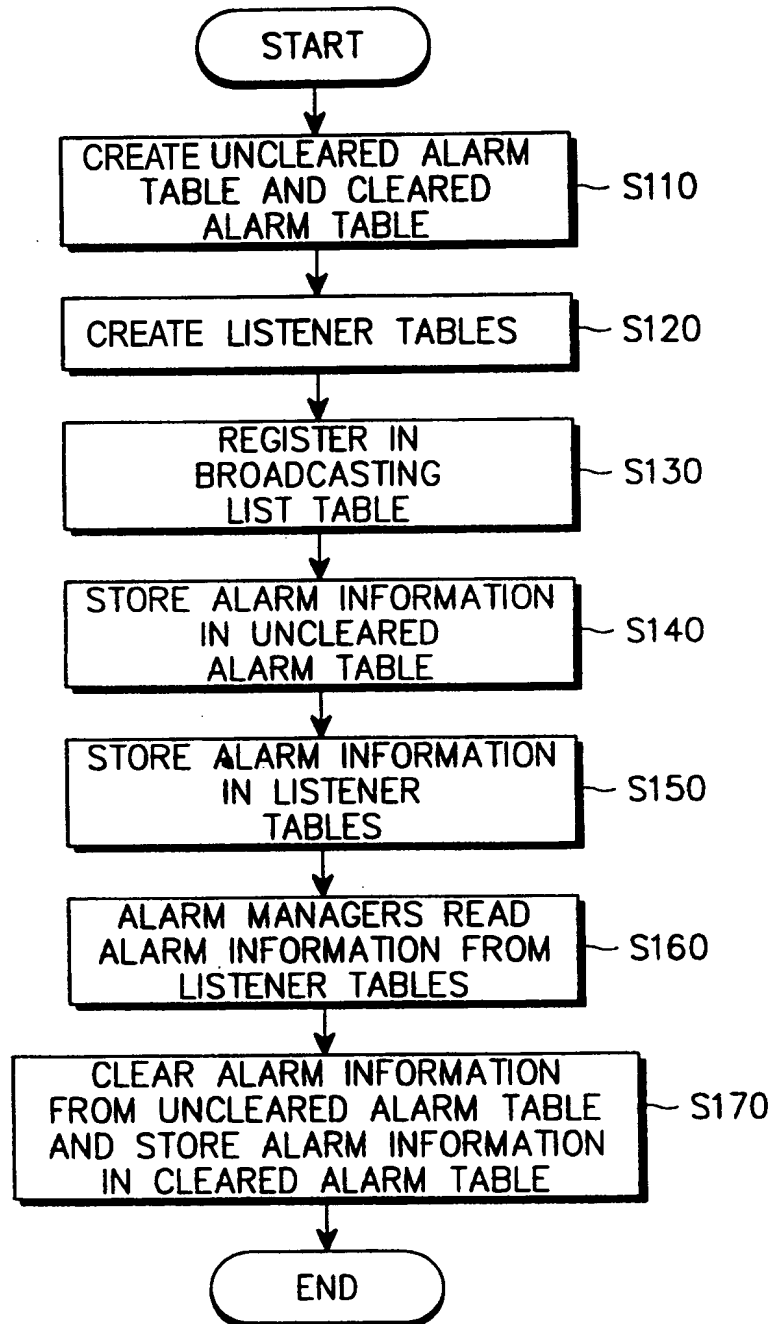 START
CREATE UNCLEARED ALARM
TABLE AND CLEARED
ALARM TABLE
S110
CREATE LISTENER TABLES
S120
REGISTER IN
BROADCASTING
LIST TABLE
S130
STORE ALARM INFORMATION
IN UNCLEARED
ALARM TABLE
S140
STORE ALARM INFORMATION
IN LISTENER
TABLES
S150
ALARM MANAGERS READ
ALARM INFORMATION FROM
LISTENER TABLES
S160
CLEAR ALARM INFORMATION
FROM UNCLEARED ALARM TABLE
AND STORE ALARM INFORMATION
IN CLEARED ALARM TABLE
S170
END